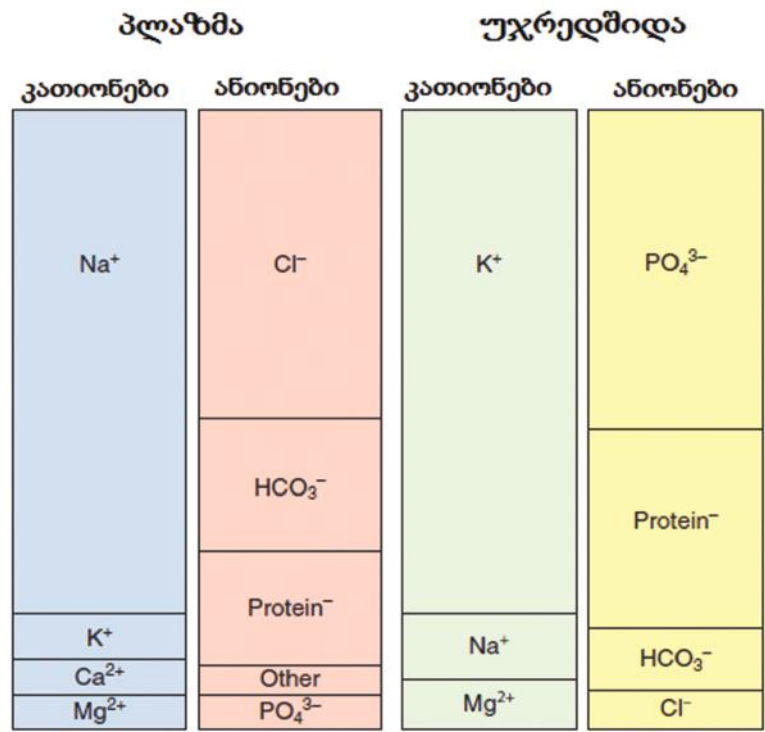 პლაზმა
უჯრედშიდა
კათიონები
ანიონები
კათიონები
ანიონები
Na⁺
K⁺
Ca²⁺
Mg²⁺
Cl⁻
HCO₃⁻
Protein⁻
Other
PO₄³⁻
K⁺
Na⁺
Mg²⁺
PO₄³⁻
Protein⁻
HCO₃⁻
Cl⁻